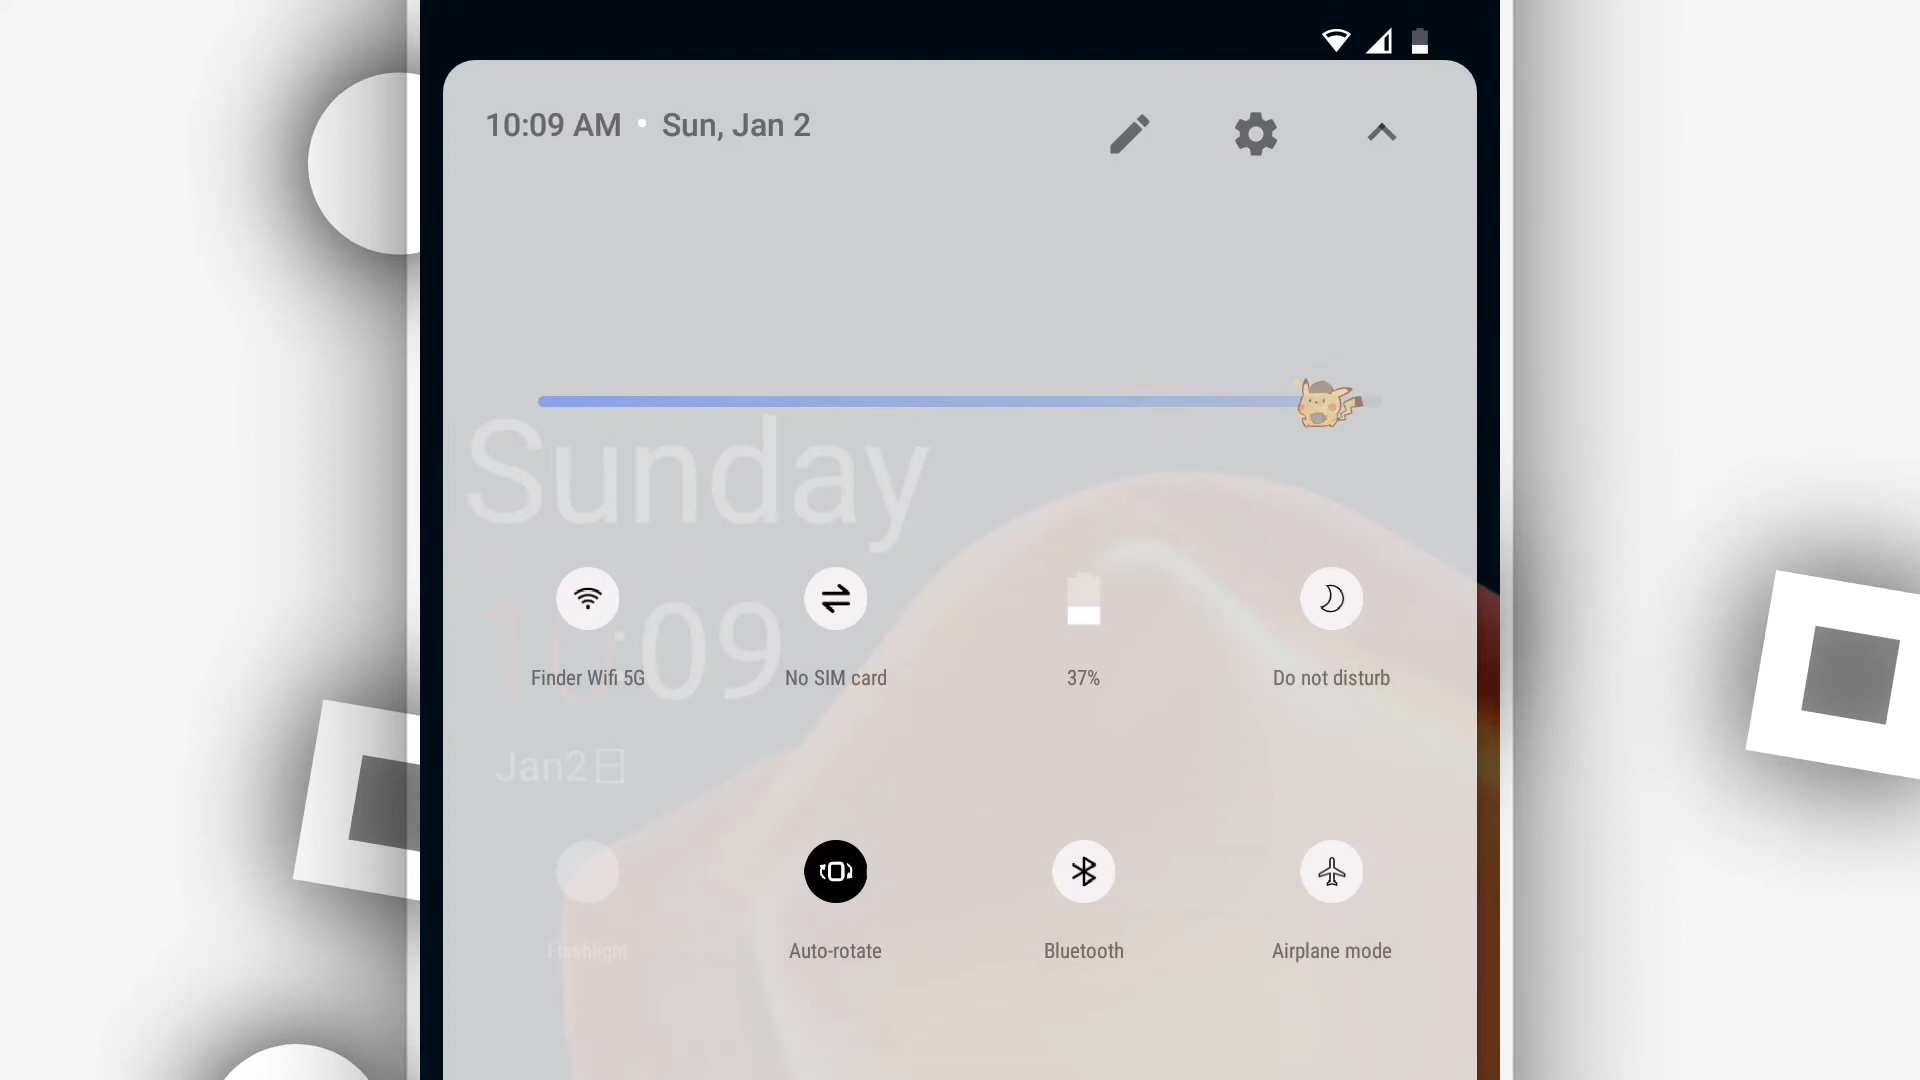 10:09 AM • Sun, Jan 2
Sunday
10:09
Finder Wifi 5G
No SIM card
37%
Do not disturb
Jan2日
Flashlight
Auto-rotate
Bluetooth
Airplane mode